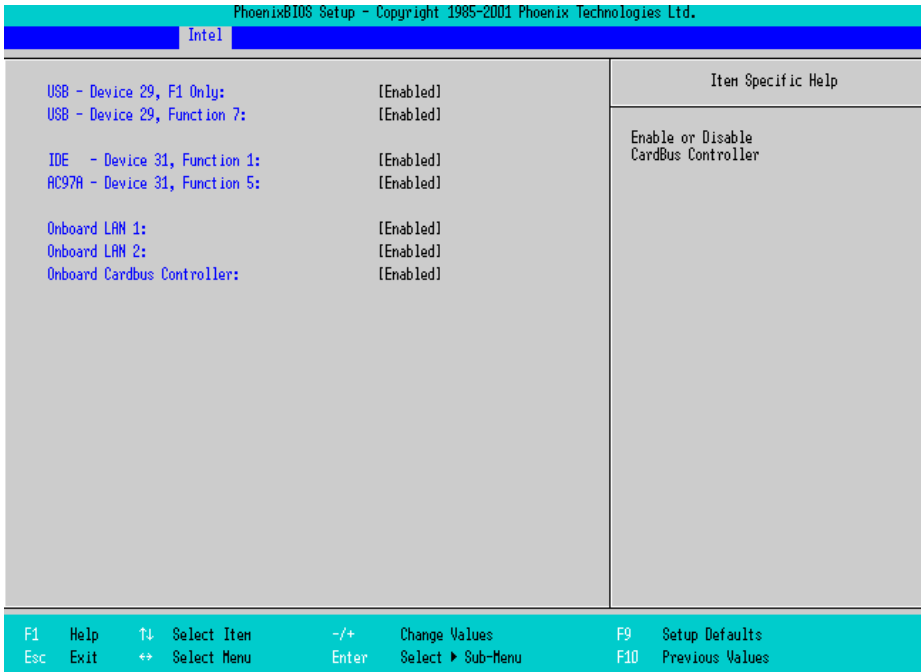 PhoenixBIOS Setup - Copyright 1985-2001 Phoenix Technologies Ltd.
Intel
USB - Device 29, F1 Only: [Enabled]
USB - Device 29, Function 7: [Enabled]
IDE - Device 31, Function 1: [Enabled]
AC97A - Device 31, Function 5: [Enabled]
Onboard LAN 1: [Enabled]
Onboard LAN 2: [Enabled]
Onboard Cardbus Controller: [Enabled]
Item Specific Help
Enable or Disable
CardBus Controller
F1 Help ↑↓ Select Item -/+ Change Values F9 Setup Defaults
Esc Exit ↔ Select Menu Enter Select ▶ Sub-Menu F10 Previous Values